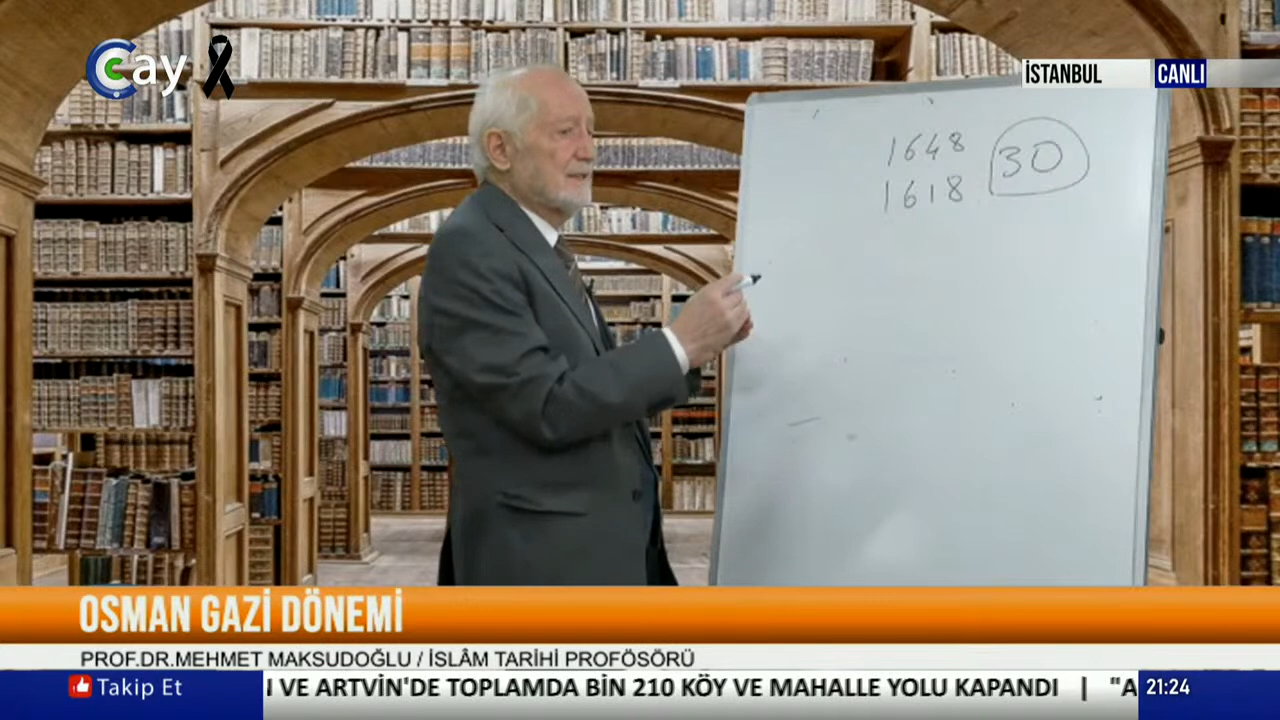 Çay
İSTANBUL CANLI
1648
1618
30
OSMAN GAZİ DÖNEMİ
PROF.DR.MEHMET MAKSUDOĞLU / İSLÂM TARİHİ PROFÖSÖRÜ
Takip Et
VE ARTVİN'DE TOPLAMDA BİN 210 KÖY VE MAHALLE YOLU KAPANDI | "A
21:24